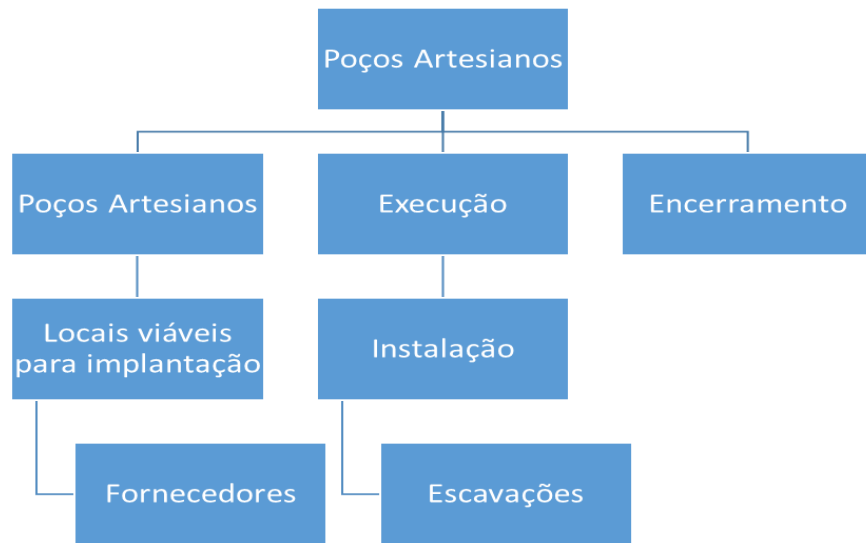 Poços Artesianos
Poços Artesianos
Execução
Encerramento
Locais viáveis
para implantação
Instalação
Fornecedores
Escavações